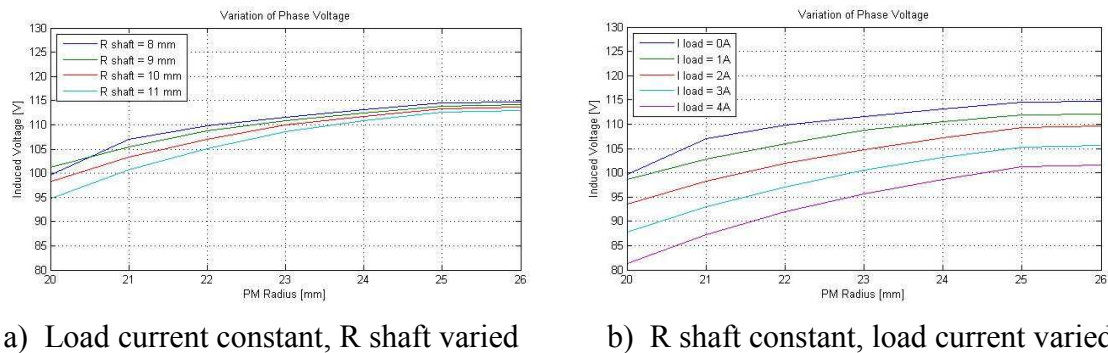 Variation of Phase Voltage
130
125
120
115
110
105
100
95
90
85
80
Induced Voltage [V]
R shaft = 8 mm
R shaft = 9 mm
R shaft = 10 mm
R shaft = 11 mm
20 21 22 23 24 25 26
PM Radius [mm]
a) Load current constant, R shaft varied
Variation of Phase Voltage
130
125
120
115
110
105
100
95
90
85
80
Induced Voltage [V]
I load = 0A
I load = 1A
I load = 2A
I load = 3A
I load = 4A
20 21 22 23 24 25 26
PM Radius [mm]
b) R shaft constant, load current varied